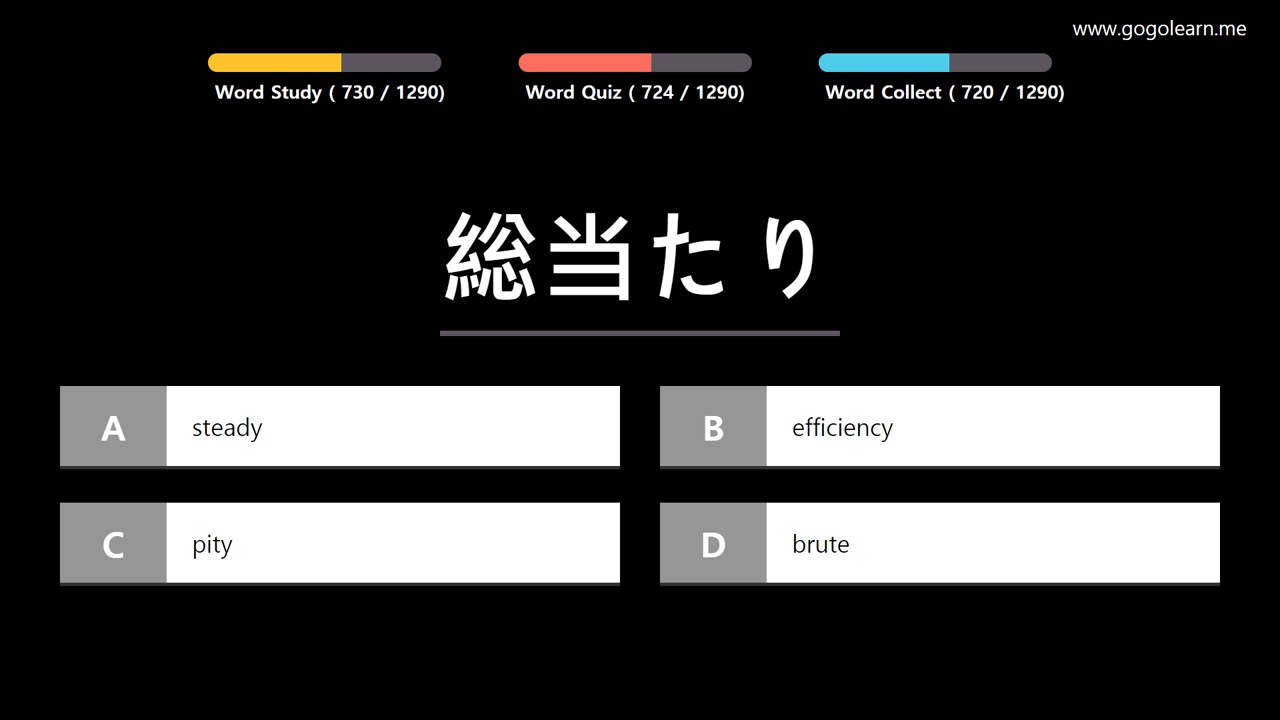 www.gogolearn.me
Word Study ( 730 / 1290)
Word Quiz ( 724 / 1290)
Word Collect ( 720 / 1290)
総当たり
A steady
B efficiency
C pity
D brute